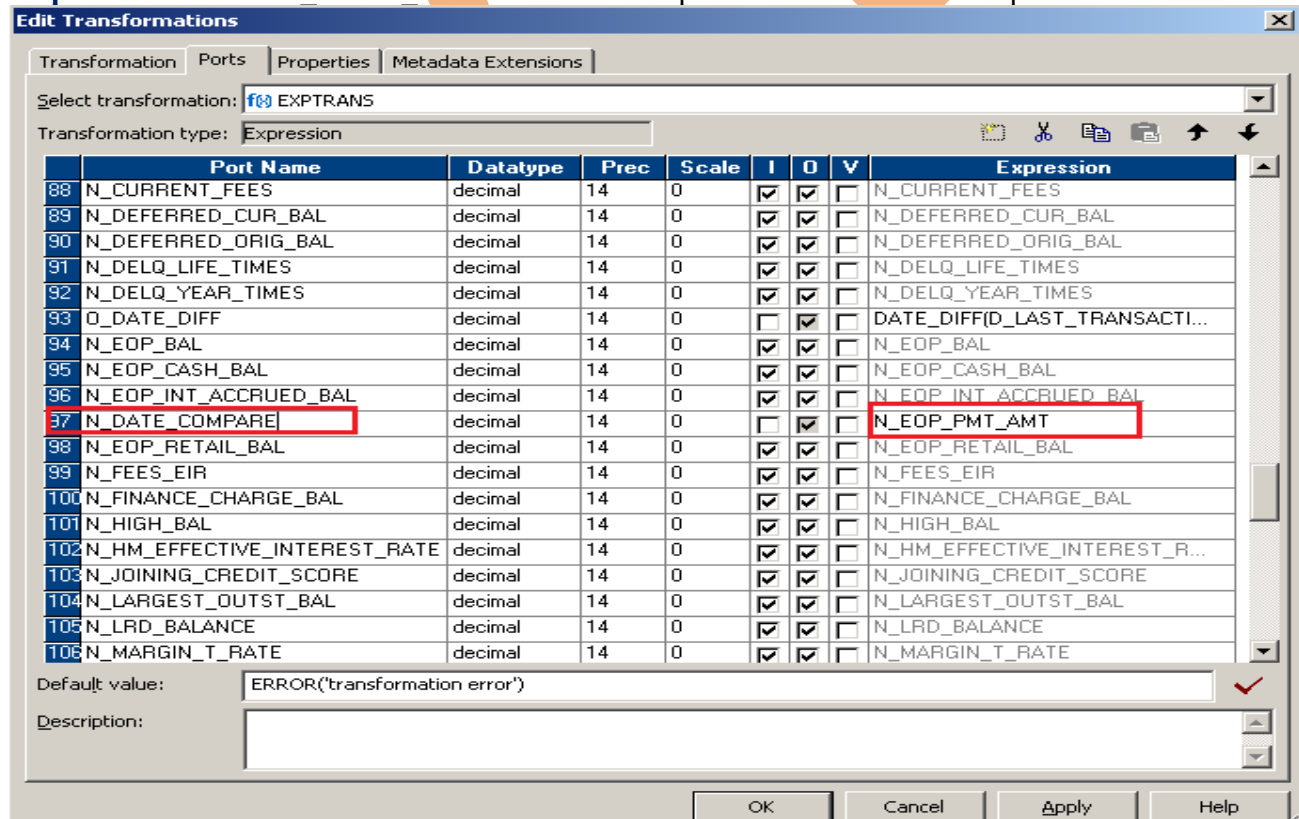 Edit Transformations
Transformation Ports Properties Metadata Extensions
Select transformation: f(x) EXPTRANS
Transformation type: Expression
Port Name Datatype Prec Scale I O V Expression
88 N_CURRENT_FEES decimal 14 0 N_CURRENT_FEES
89 N_DEFERRED_CUR_BAL decimal 14 0 N_DEFERRED_CUR_BAL
90 N_DEFERRED_ORIG_BAL decimal 14 0 N_DEFERRED_ORIG_BAL
91 N_DELQ_LIFE_TIMES decimal 14 0 N_DELQ_LIFE_TIMES
92 N_DELQ_YEAR_TIMES decimal 14 0 N_DELQ_YEAR_TIMES
93 O_DATE_DIFF decimal 14 0 DATE_DIFF(D_LAST_TRANSACTI...
94 N_EOP_BAL decimal 14 0 N_EOP_BAL
95 N_EOP_CASH_BAL decimal 14 0 N_EOP_CASH_BAL
96 N_EOP_INT_ACCRUED_BAL decimal 14 0 N_EOP_INT_ACCRUED_BAL
97 N_DATE_COMPARE decimal 14 0 N_EOP_PMT_AMT
98 N_EOP_RETAIL_BAL decimal 14 0 N_EOP_RETAIL_BAL
99 N_FEES_EIR decimal 14 0 N_FEES_EIR
100 N_FINANCE_CHARGE_BAL decimal 14 0 N_FINANCE_CHARGE_BAL
101 N_HIGH_BAL decimal 14 0 N_HIGH_BAL
102 N_HM_EFFECTIVE_INTEREST_RATE decimal 14 0 N_HM_EFFECTIVE_INTEREST_R...
103 N_JOINING_CREDIT_SCORE decimal 14 0 N_JOINING_CREDIT_SCORE
104 N_LARGEST_OUTST_BAL decimal 14 0 N_LARGEST_OUTST_BAL
105 N_LRD_BALANCE decimal 14 0 N_LRD_BALANCE
106 N_MARGIN_T_RATE decimal 14 0 N_MARGIN_T_RATE
Default value: ERROR('transformation error')
Description:
OK Cancel Apply Help